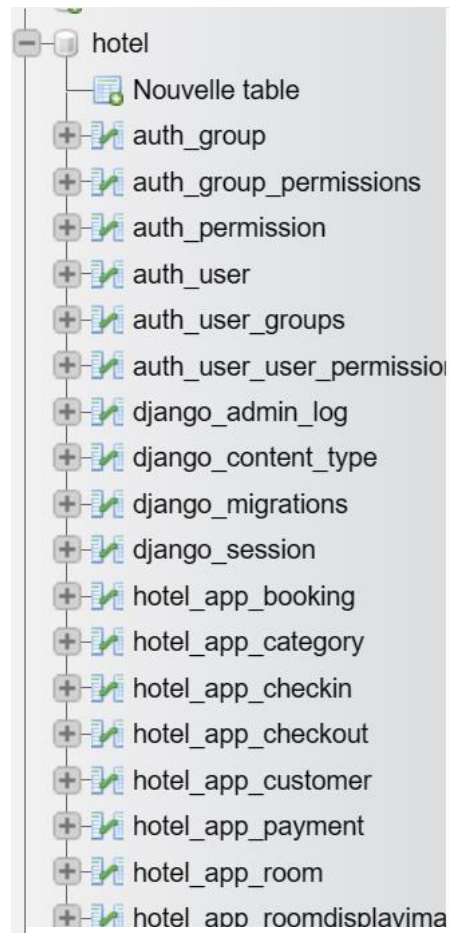 hotel
Nouvelle table
auth_group
auth_group_permissions
auth_permission
auth_user
auth_user_groups
auth_user_user_permission
django_admin_log
django_content_type
django_migrations
django_session
hotel_app_booking
hotel_app_category
hotel_app_checkin
hotel_app_checkout
hotel_app_customer
hotel_app_payment
hotel_app_room
hotel_app_roomdisplayima